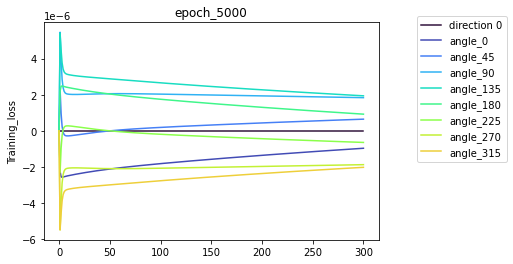 epoch_5000
1e−6
Training_loss
4
2
0
−2
−4
−6
0
50
100
150
200
250
300
direction 0
angle_0
angle_45
angle_90
angle_135
angle_180
angle_225
angle_270
angle_315